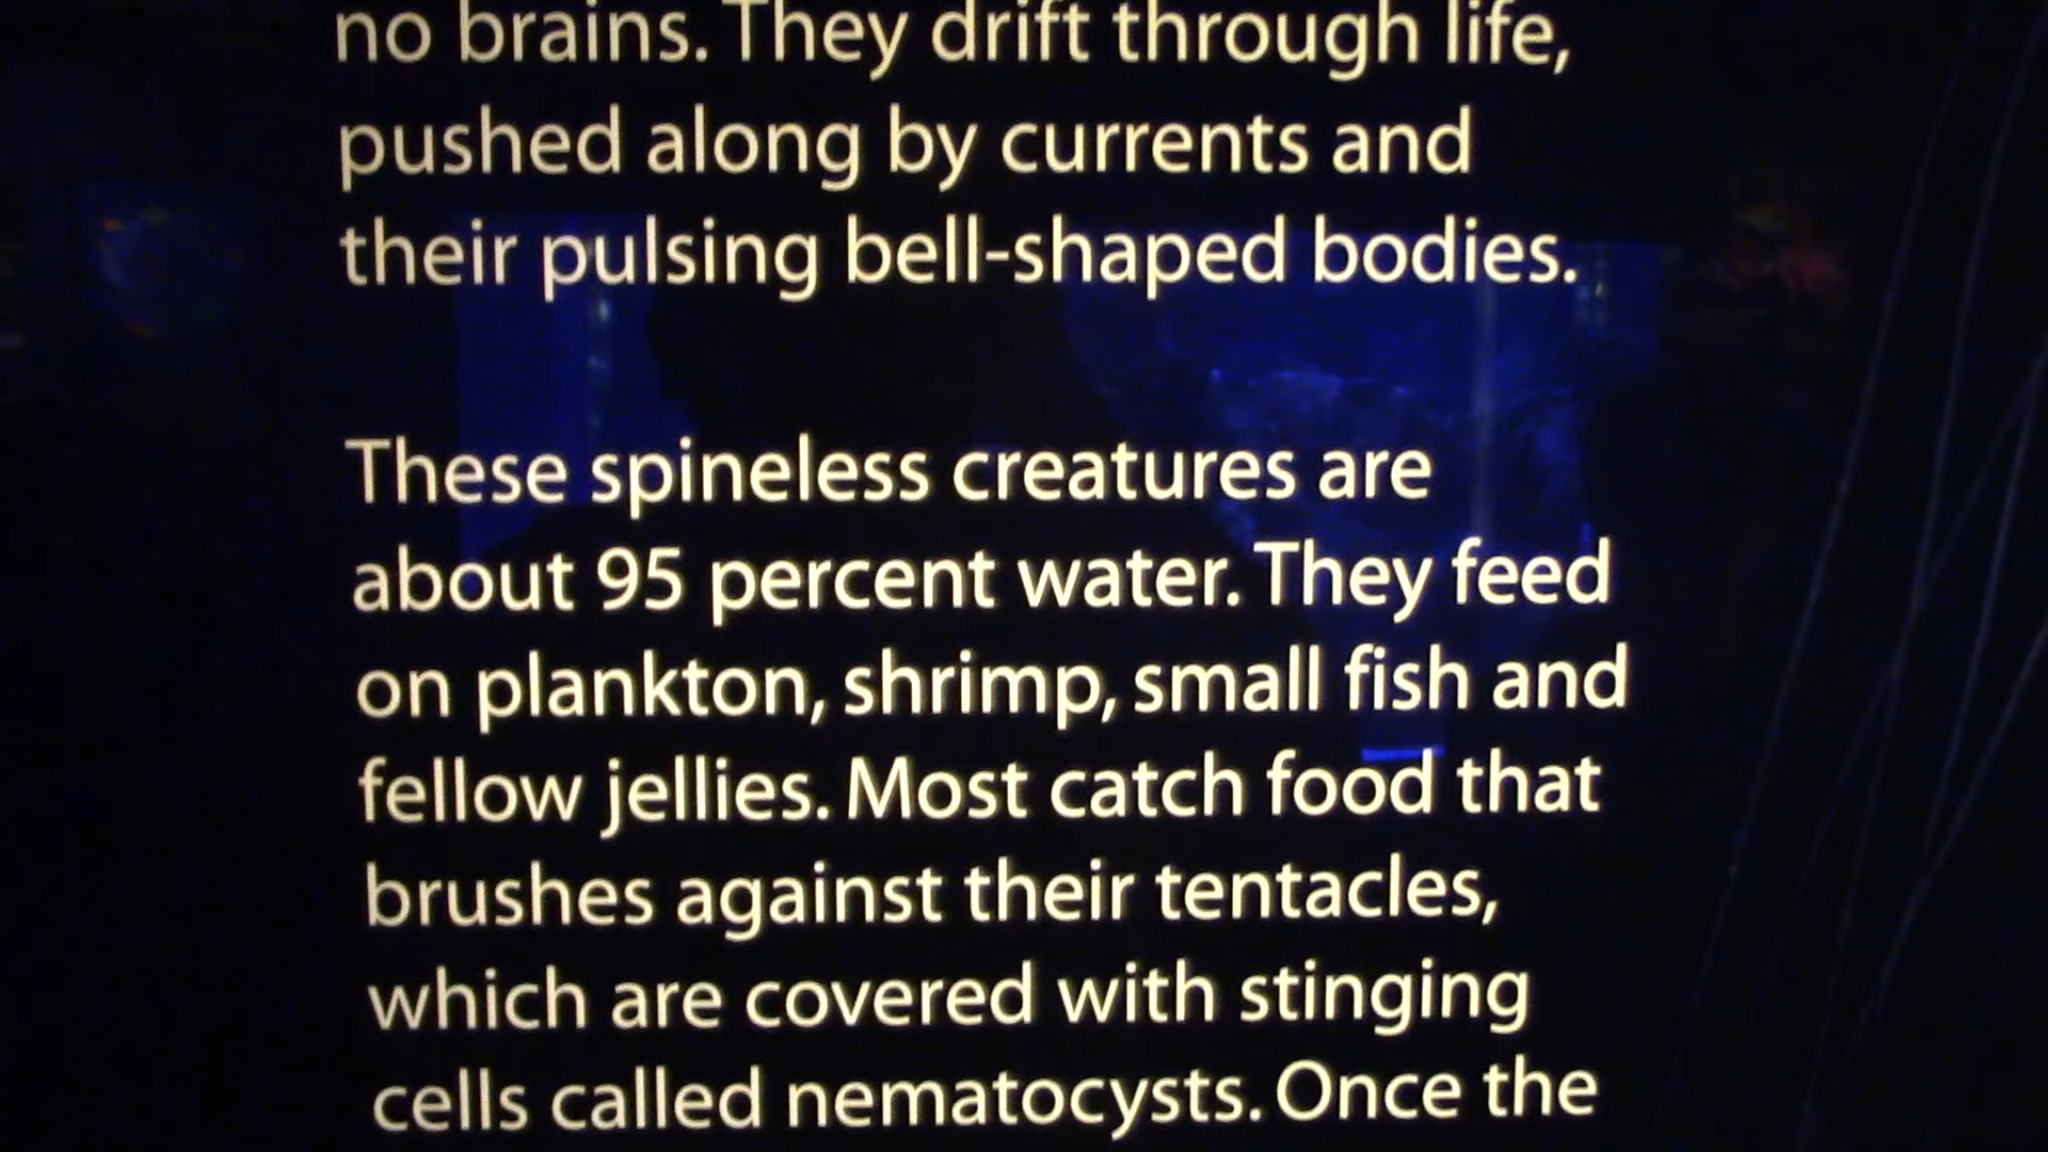 no brains. They drift through life,
pushed along by currents and
their pulsing bell-shaped bodies.
These spineless creatures are
about 95 percent water. They feed
on plankton, shrimp, small fish and
fellow jellies. Most catch food that
brushes against their tentacles,
which are covered with stinging
cells called nematocysts. Once the